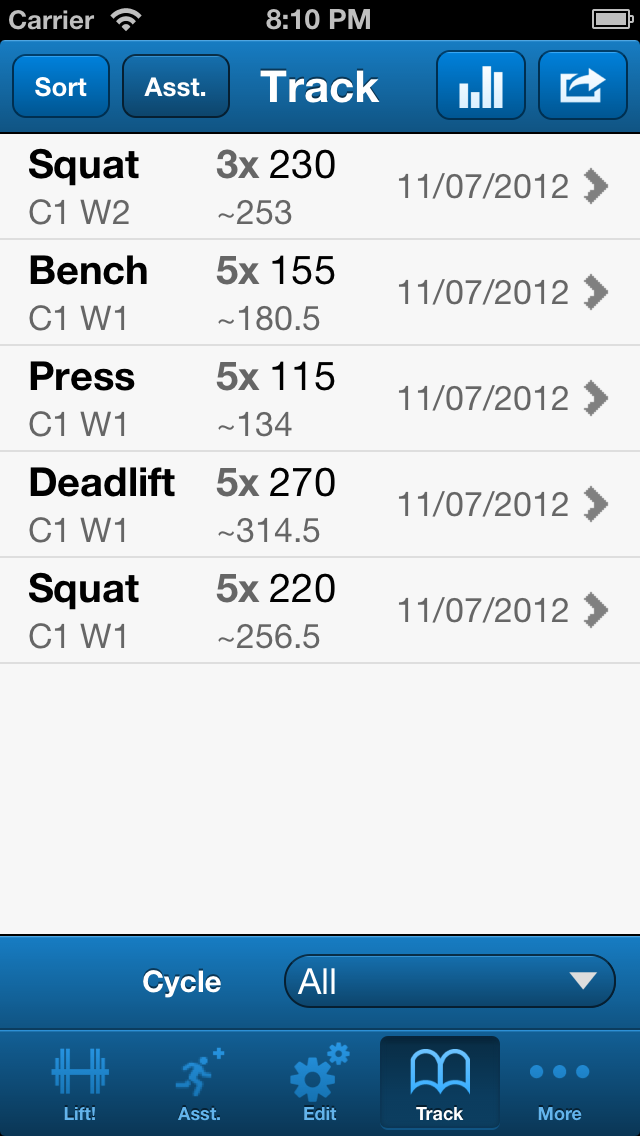 Carrier 8:10 PM
Sort Asst. Track
Squat 3x 230 11/07/2012
C1 W2 ~253
Bench 5x 155 11/07/2012
C1 W1 ~180.5
Press 5x 115 11/07/2012
C1 W1 ~134
Deadlift 5x 270 11/07/2012
C1 W1 ~314.5
Squat 5x 220 11/07/2012
C1 W1 ~256.5
Cycle All
Lift! Asst. Edit Track More